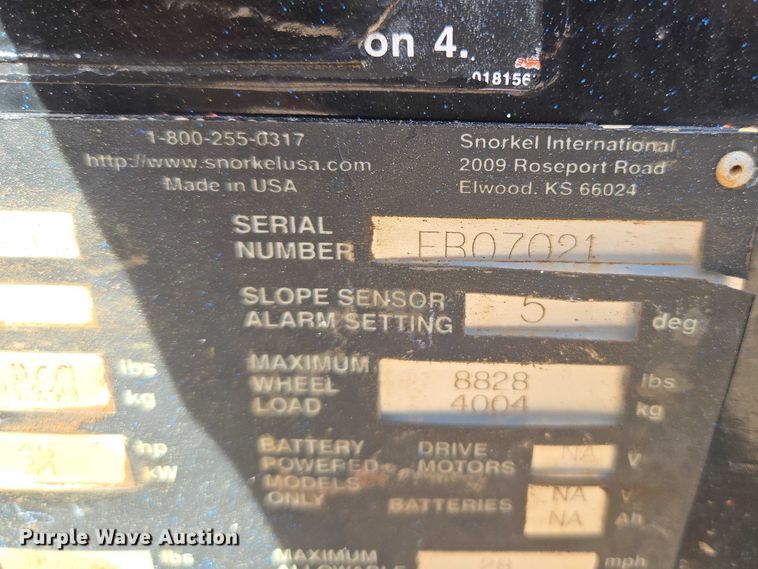 on 4.
018156
1-800-255-0317
http://www.snorkelusa.com
Made in USA
Snorkel International
2009 Roseport Road
Elwood, KS 66024
SERIAL
NUMBER
SLOPE SENSOR
ALARM SETTING 5 deg
MAXIMUM
WHEEL 8828 lbs
LOAD 4004 kg
BATTERY
POWERED
MODELS
ONLY
DRIVE
MOTORS NA V
BATTERIES NA V
NA Ah
lbs
kg
hp
kW
lbs
MAXIMUM
28 mph
Purple Wave Auction